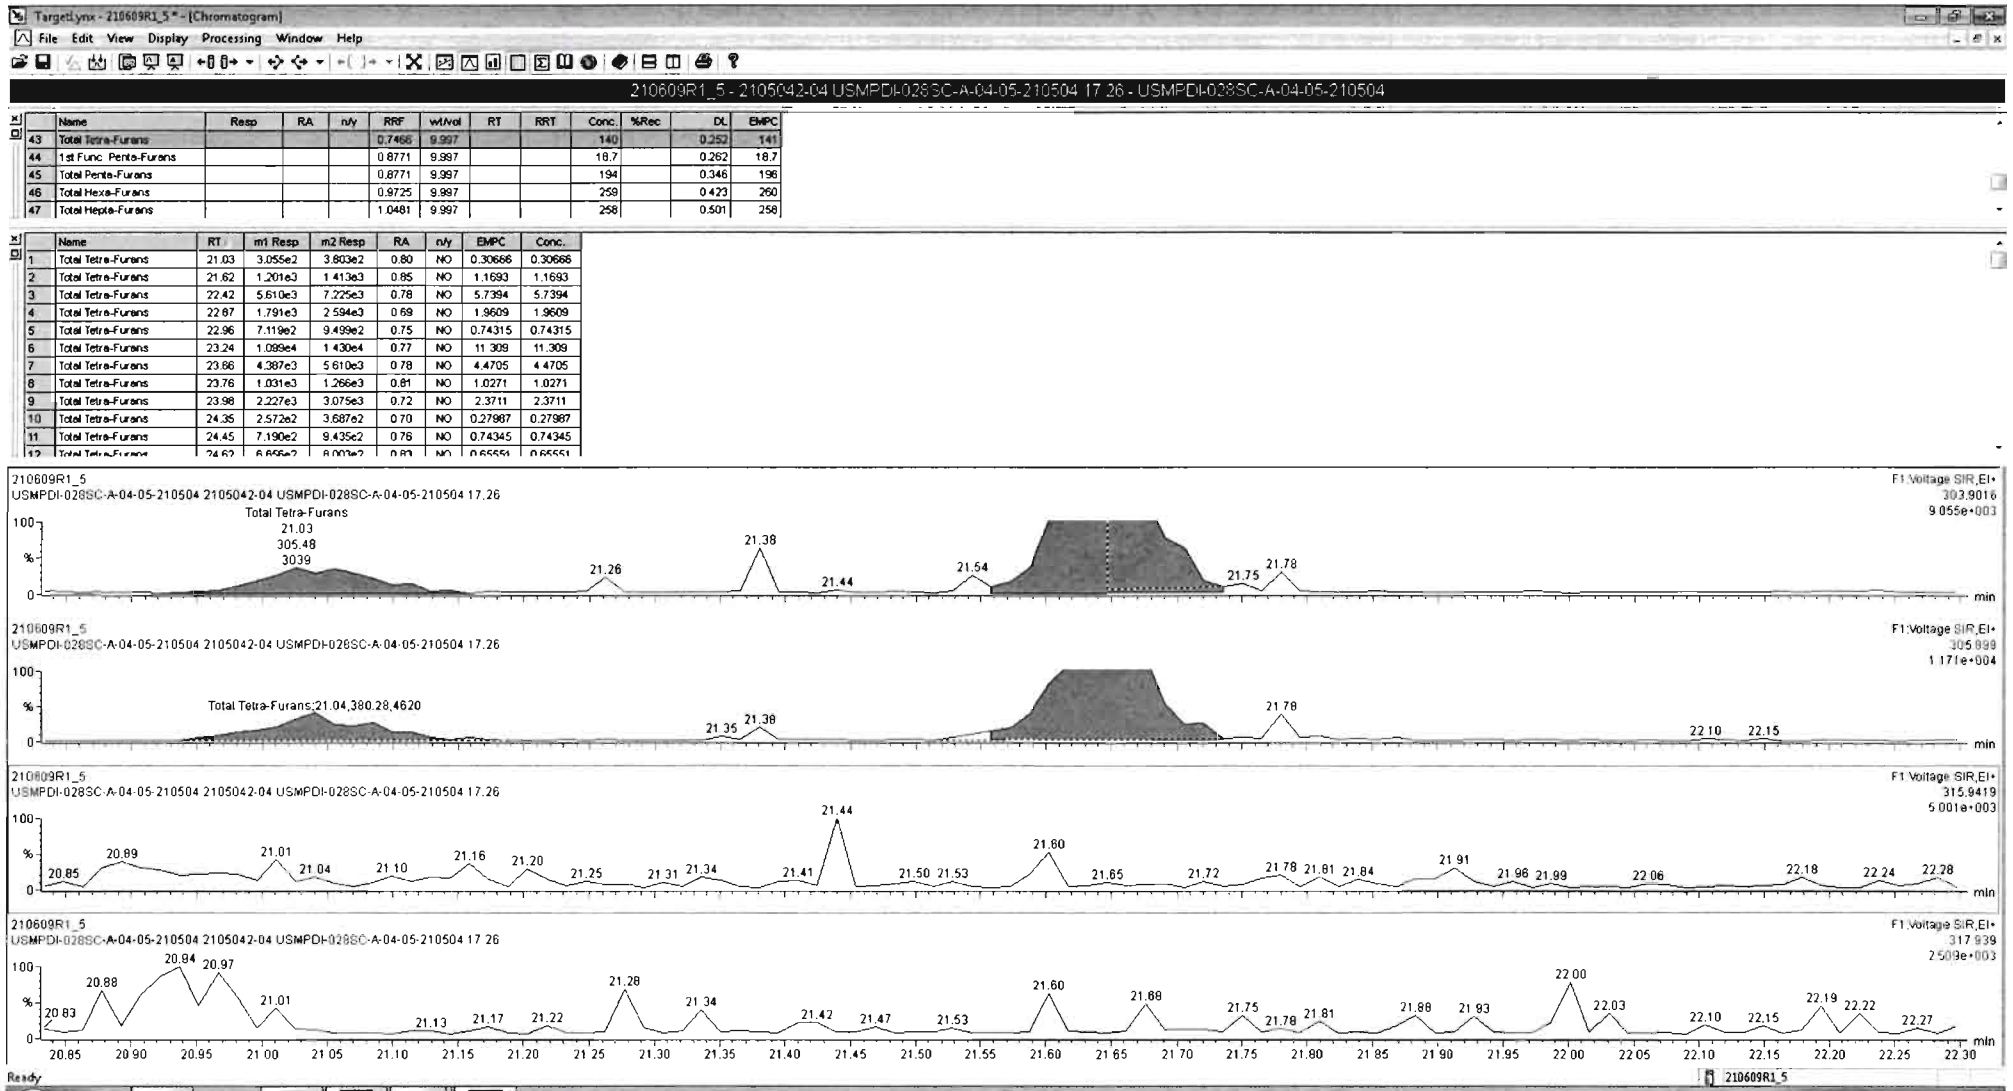 TargetLynx - 210609R1_5 * - [Chromatogram]
File Edit View Display Processing Window Help
210609R1_5 - 2105042-04 USMPDI-028SC-A-04-05-210504 17.26 - USMPDI-028SC-A-04-05-210504
Name Resp RA n/y RRF wt/vol RT RRT Conc. %Rec DL EMPC
43 Total Tetra-Furans 0.7466 9.997 140 0.252 141
44 1st Func. Penta-Furans 0.8771 9.997 18.7 0.262 18.7
45 Total Penta-Furans 0.8771 9.997 194 0.346 196
46 Total Hexa-Furans 0.9725 9.997 259 0.423 260
47 Total Hepta-Furans 1.0481 9.997 258 0.501 258
Name RT m1 Resp m2 Resp RA n/y EMPC Conc.
1 Total Tetra-Furans 21.03 3.055e2 3.803e2 0.80 NO 0.30666 0.30666
2 Total Tetra-Furans 21.62 1.201e3 1.413e3 0.85 NO 1.1693 1.1693
3 Total Tetra-Furans 22.42 5.610e3 7.225e3 0.78 NO 5.7394 5.7394
4 Total Tetra-Furans 22.87 1.791e3 2.594e3 0.69 NO 1.9609 1.9609
5 Total Tetra-Furans 22.96 7.119e2 9.499e2 0.75 NO 0.74315 0.74315
6 Total Tetra-Furans 23.24 1.099e4 1.430e4 0.77 NO 11.309 11.309
7 Total Tetra-Furans 23.66 4.387e3 5.610e3 0.78 NO 4.4705 4.4705
8 Total Tetra-Furans 23.76 1.031e3 1.266e3 0.81 NO 1.0271 1.0271
9 Total Tetra-Furans 23.98 2.227e3 3.075e3 0.72 NO 2.3711 2.3711
10 Total Tetra-Furans 24.35 2.572e2 3.687e2 0.70 NO 0.27987 0.27987
11 Total Tetra-Furans 24.45 7.190e2 9.435e2 0.76 NO 0.74345 0.74345
12 Total Tetra-Furans 24.62 6.656e2 8.003e2 0.83 NO 0.65551 0.65551
210609R1_5 F1:Voltage SIR,EI+
USMPDI-028SC-A-04-05-210504 2105042-04 USMPDI-028SC-A-04-05-210504 17.26 303.9016
9.055e+003
Total Tetra-Furans
21.03
305.48
3039
100
%
0
21.26 21.38 21.44 21.54 21.75 21.78
min
210609R1_5 F1:Voltage SIR,EI+
USMPDI-028SC-A-04-05-210504 2105042-04 USMPDI-028SC-A-04-05-210504 17.26 305.899
1.171e+004
100
%
0
Total Tetra-Furans;21.04,380.28,4620
21.35 21.38 21.78 22.10 22.15
min
210609R1_5 F1:Voltage SIR,EI+
USMPDI-028SC-A-04-05-210504 2105042-04 USMPDI-028SC-A-04-05-210504 17.26 315.9419
5.001e+003
100
%
0
20.85 20.89 21.01 21.04 21.10 21.16 21.20 21.25 21.31 21.34 21.41 21.44 21.50 21.53 21.60 21.65 21.72 21.78 21.81 21.84 21.91 21.96 21.99 22.06 22.18 22.24 22.28
min
210609R1_5 F1:Voltage SIR,EI+
USMPDI-028SC-A-04-05-210504 2105042-04 USMPDI-028SC-A-04-05-210504 17.26 317.939
2.509e+003
100
%
0
20.83 20.88 20.94 20.97 21.01 21.13 21.17 21.22 21.28 21.34 21.42 21.47 21.53 21.60 21.68 21.75 21.78 21.81 21.88 21.93 22.00 22.03 22.10 22.15 22.19 22.22 22.27
min
20.85 20.90 20.95 21.00 21.05 21.10 21.15 21.20 21.25 21.30 21.35 21.40 21.45 21.50 21.55 21.60 21.65 21.70 21.75 21.80 21.85 21.90 21.95 22.00 22.05 22.10 22.15 22.20 22.25 22.30
Ready 210609R1_5